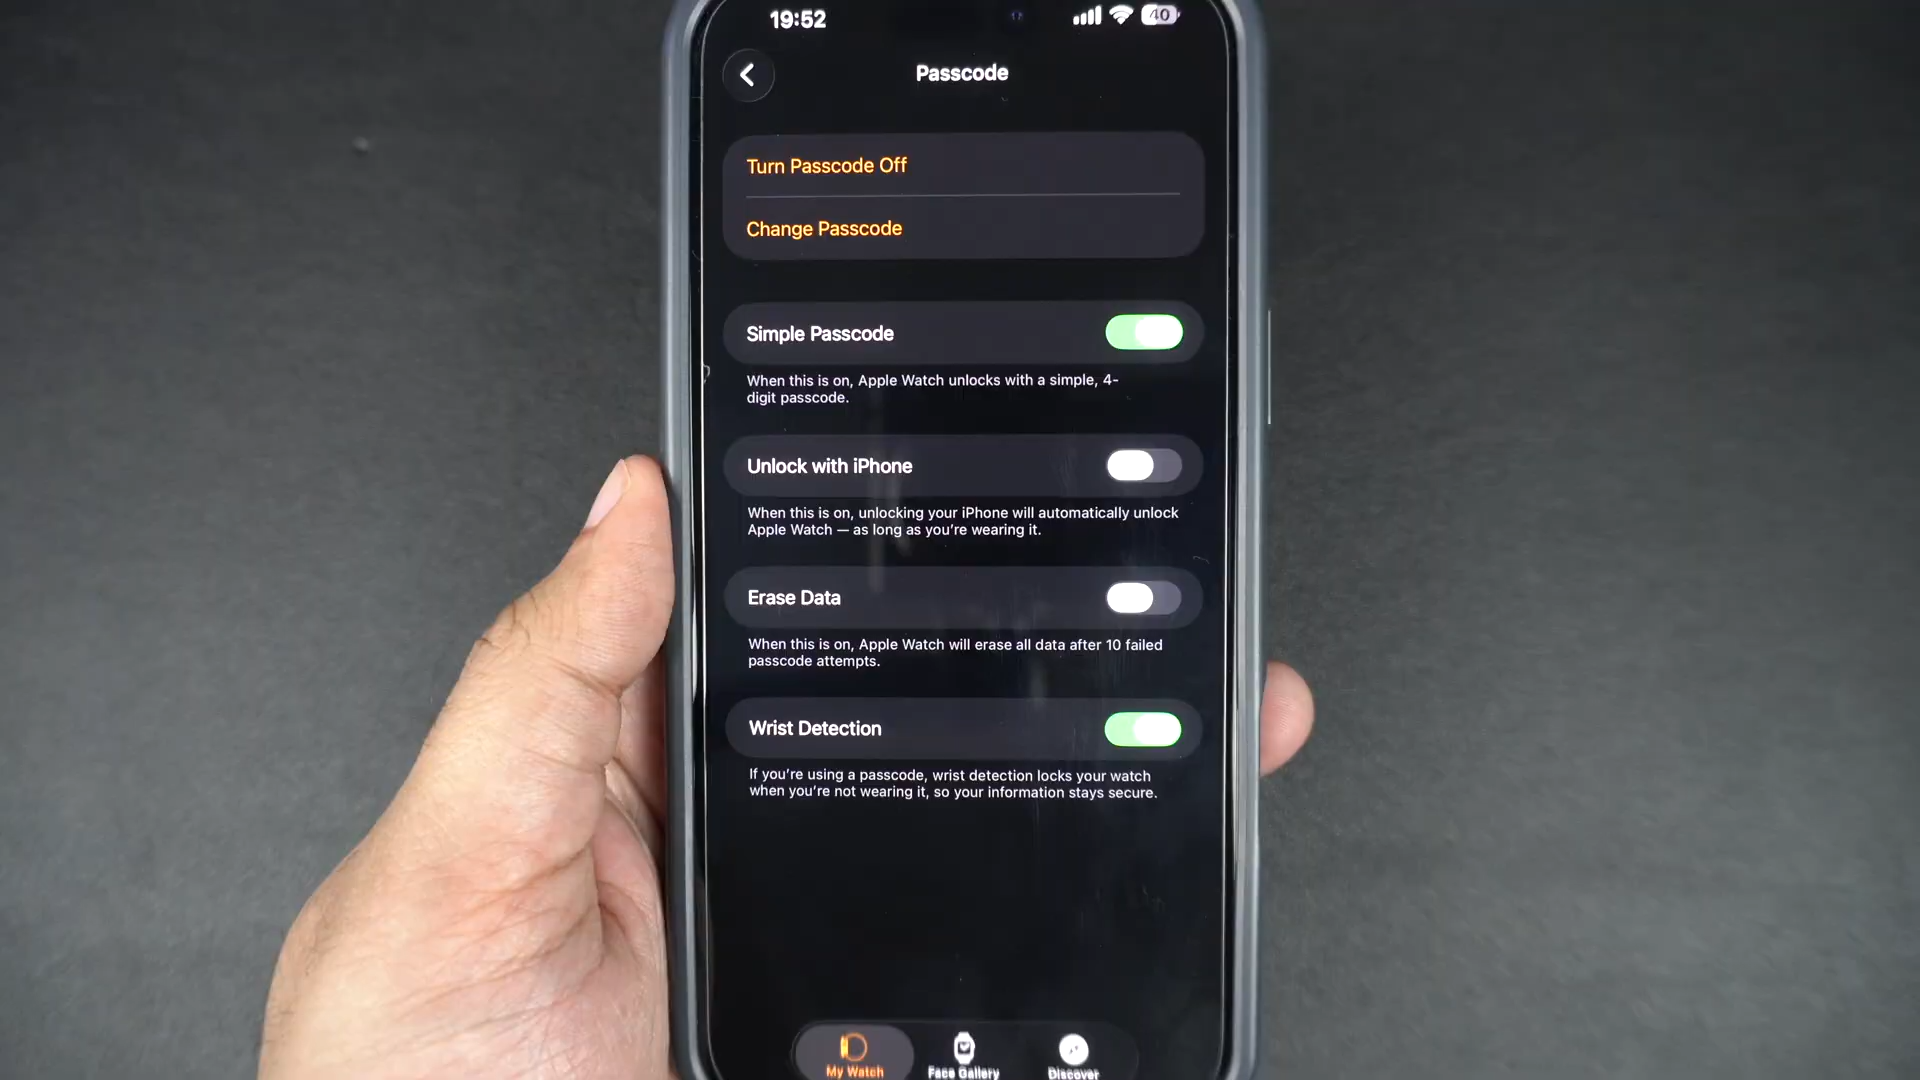 19:52
40
Passcode
Turn Passcode Off
Change Passcode
Simple Passcode
When this is on, Apple Watch unlocks with a simple, 4-
digit passcode.
Unlock with iPhone
When this is on, unlocking your iPhone will automatically unlock
Apple Watch — as long as you're wearing it.
Erase Data
When this is on, Apple Watch will erase all data after 10 failed
passcode attempts.
Wrist Detection
If you're using a passcode, wrist detection locks your watch
when you're not wearing it, so your information stays secure.
My Watch
Face Gallery
Discover